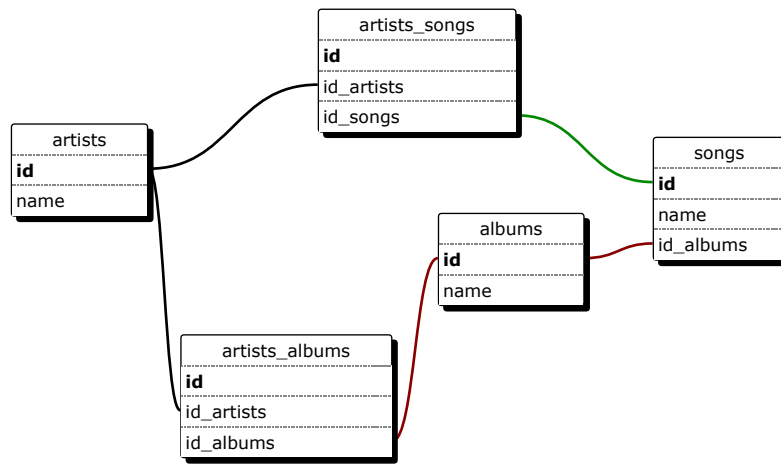 artists_songs
id
id_artists
id_songs
artists
id
name
songs
id
name
id_albums
albums
id
name
artists_albums
id
id_artists
id_albums